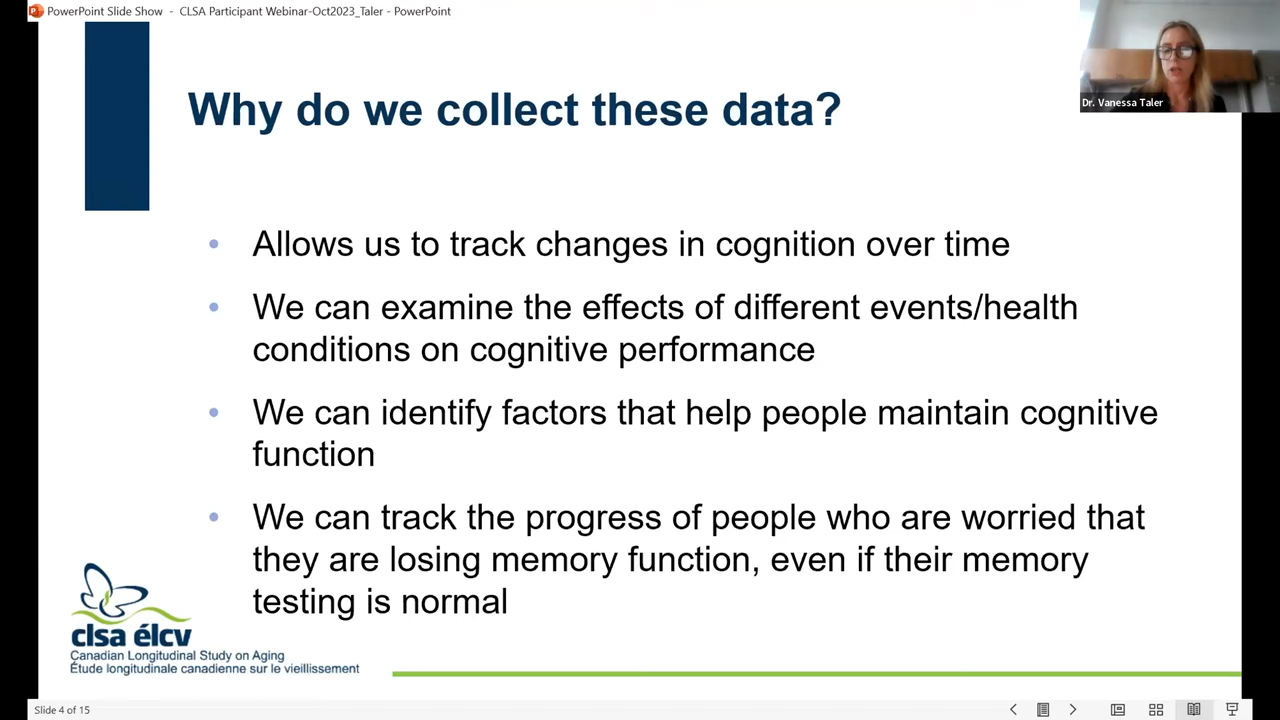 PowerPoint Slide Show - CLSA Participant Webinar-Oct2023_Taler - PowerPoint
Dr. Vanessa Taler
Why do we collect these data?
• Allows us to track changes in cognition over time
• We can examine the effects of different events/health
conditions on cognitive performance
• We can identify factors that help people maintain cognitive
function
• We can track the progress of people who are worried that
they are losing memory function, even if their memory
testing is normal
clsa élcv
Canadian Longitudinal Study on Aging
Étude longitudinale canadienne sur le vieillissement
Slide 4 of 15